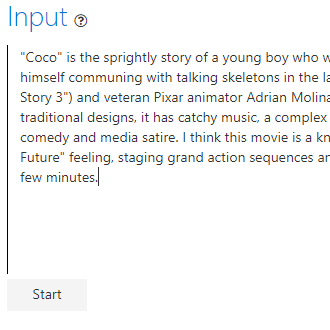 Input ?
"Coco" is the sprightly story of a young boy who w
himself communing with talking skeletons in the la
Story 3") and veteran Pixar animator Adrian Molina
traditional designs, it has catchy music, a complex
comedy and media satire. I think this movie is a kn
Future" feeling, staging grand action sequences an
few minutes.
Start